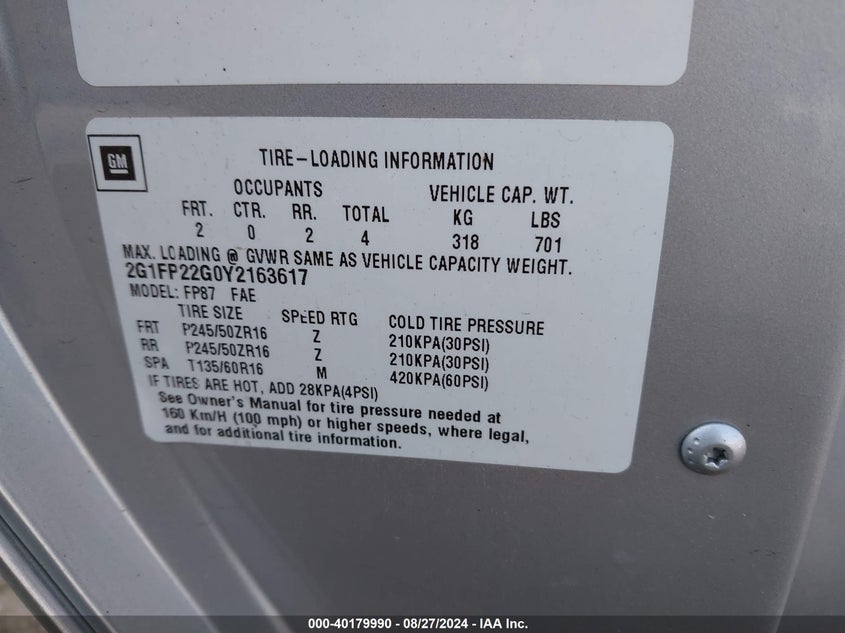 GM
TIRE-LOADING INFORMATION
OCCUPANTS VEHICLE CAP. WT.
FRT. CTR. RR. TOTAL KG LBS
2 0 2 4 318 701
MAX. LOADING @ GVWR SAME AS VEHICLE CAPACITY WEIGHT.
2G1FP22G0Y2163617
MODEL: FP87 FAE
TIRE SIZE SPEED RTG COLD TIRE PRESSURE
FRT P245/50ZR16 Z 210KPA(30PSI)
RR P245/50ZR16 Z 210KPA(30PSI)
SPA T135/60R16 M 420KPA(60PSI)
IF TIRES ARE HOT, ADD 28KPA(4PSI)
See Owner's Manual for tire pressure needed at
160 Km/H (100 mph) or higher speeds, where legal,
and for additional tire information.
000-40179990 - 08/27/2024 - IAA Inc.